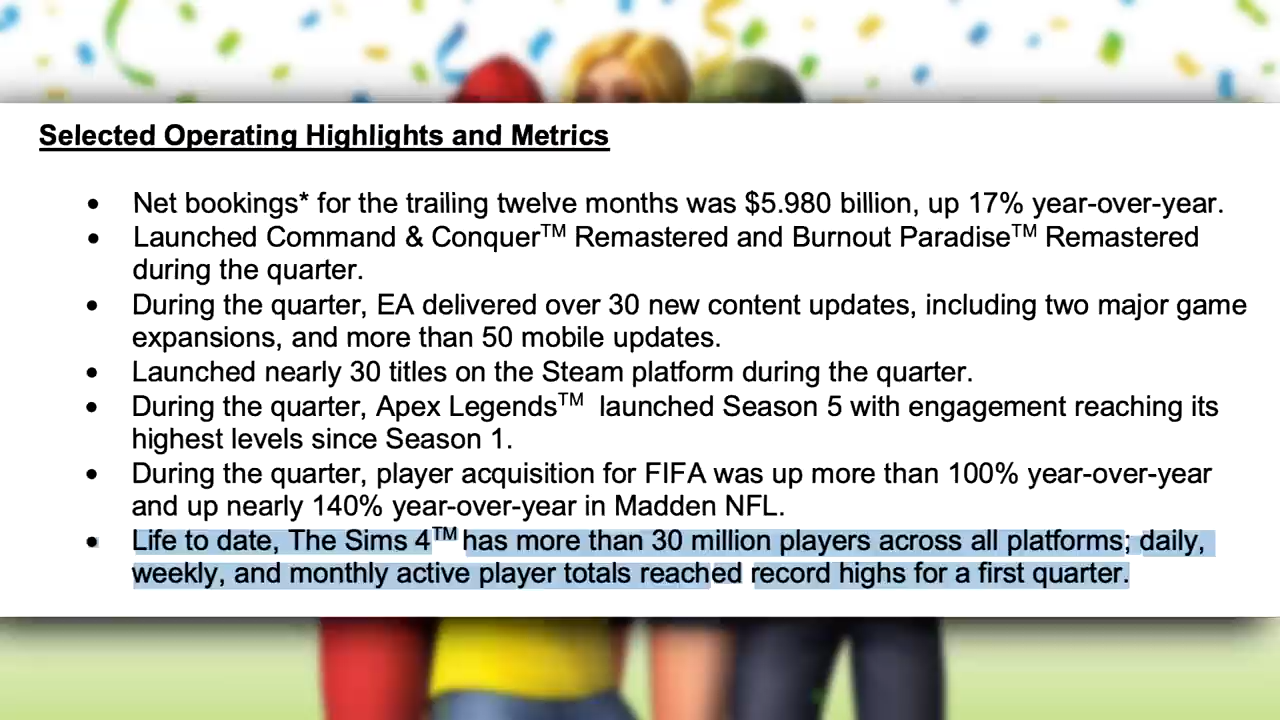 Selected Operating Highlights and Metrics
• Net bookings* for the trailing twelve months was $5.980 billion, up 17% year-over-year.
• Launched Command & Conquer™ Remastered and Burnout Paradise™ Remastered
during the quarter.
• During the quarter, EA delivered over 30 new content updates, including two major game
expansions, and more than 50 mobile updates.
• Launched nearly 30 titles on the Steam platform during the quarter.
• During the quarter, Apex Legends™ launched Season 5 with engagement reaching its
highest levels since Season 1.
• During the quarter, player acquisition for FIFA was up more than 100% year-over-year
and up nearly 140% year-over-year in Madden NFL.
• Life to date, The Sims 4™ has more than 30 million players across all platforms; daily,
weekly, and monthly active player totals reached record highs for a first quarter.